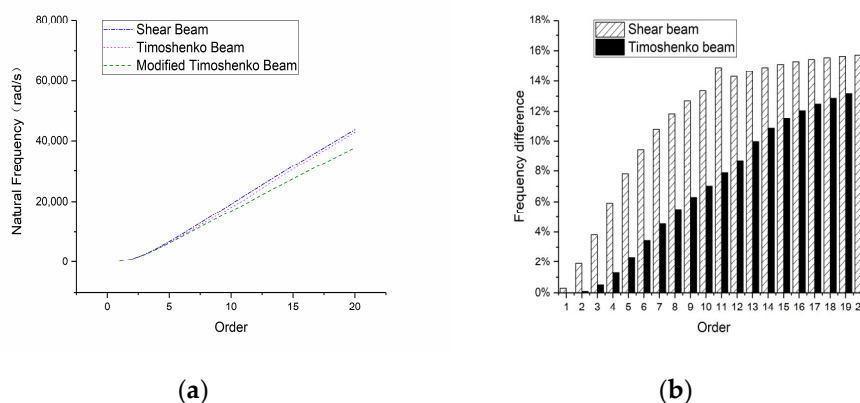 80,000
60,000
40,000
20,000
0
Natural Frequency（rad/s）
Shear Beam
Timoshenko Beam
Modified Timoshenko Beam
0 5 10 15 20
Order
(a)
18%
16%
14%
12%
10%
8%
6%
4%
2%
0%
Frequency difference
Shear beam
Timoshenko beam
1 2 3 4 5 6 7 8 9 10 11 12 13 14 15 16 17 18 19 2
Order
(b)